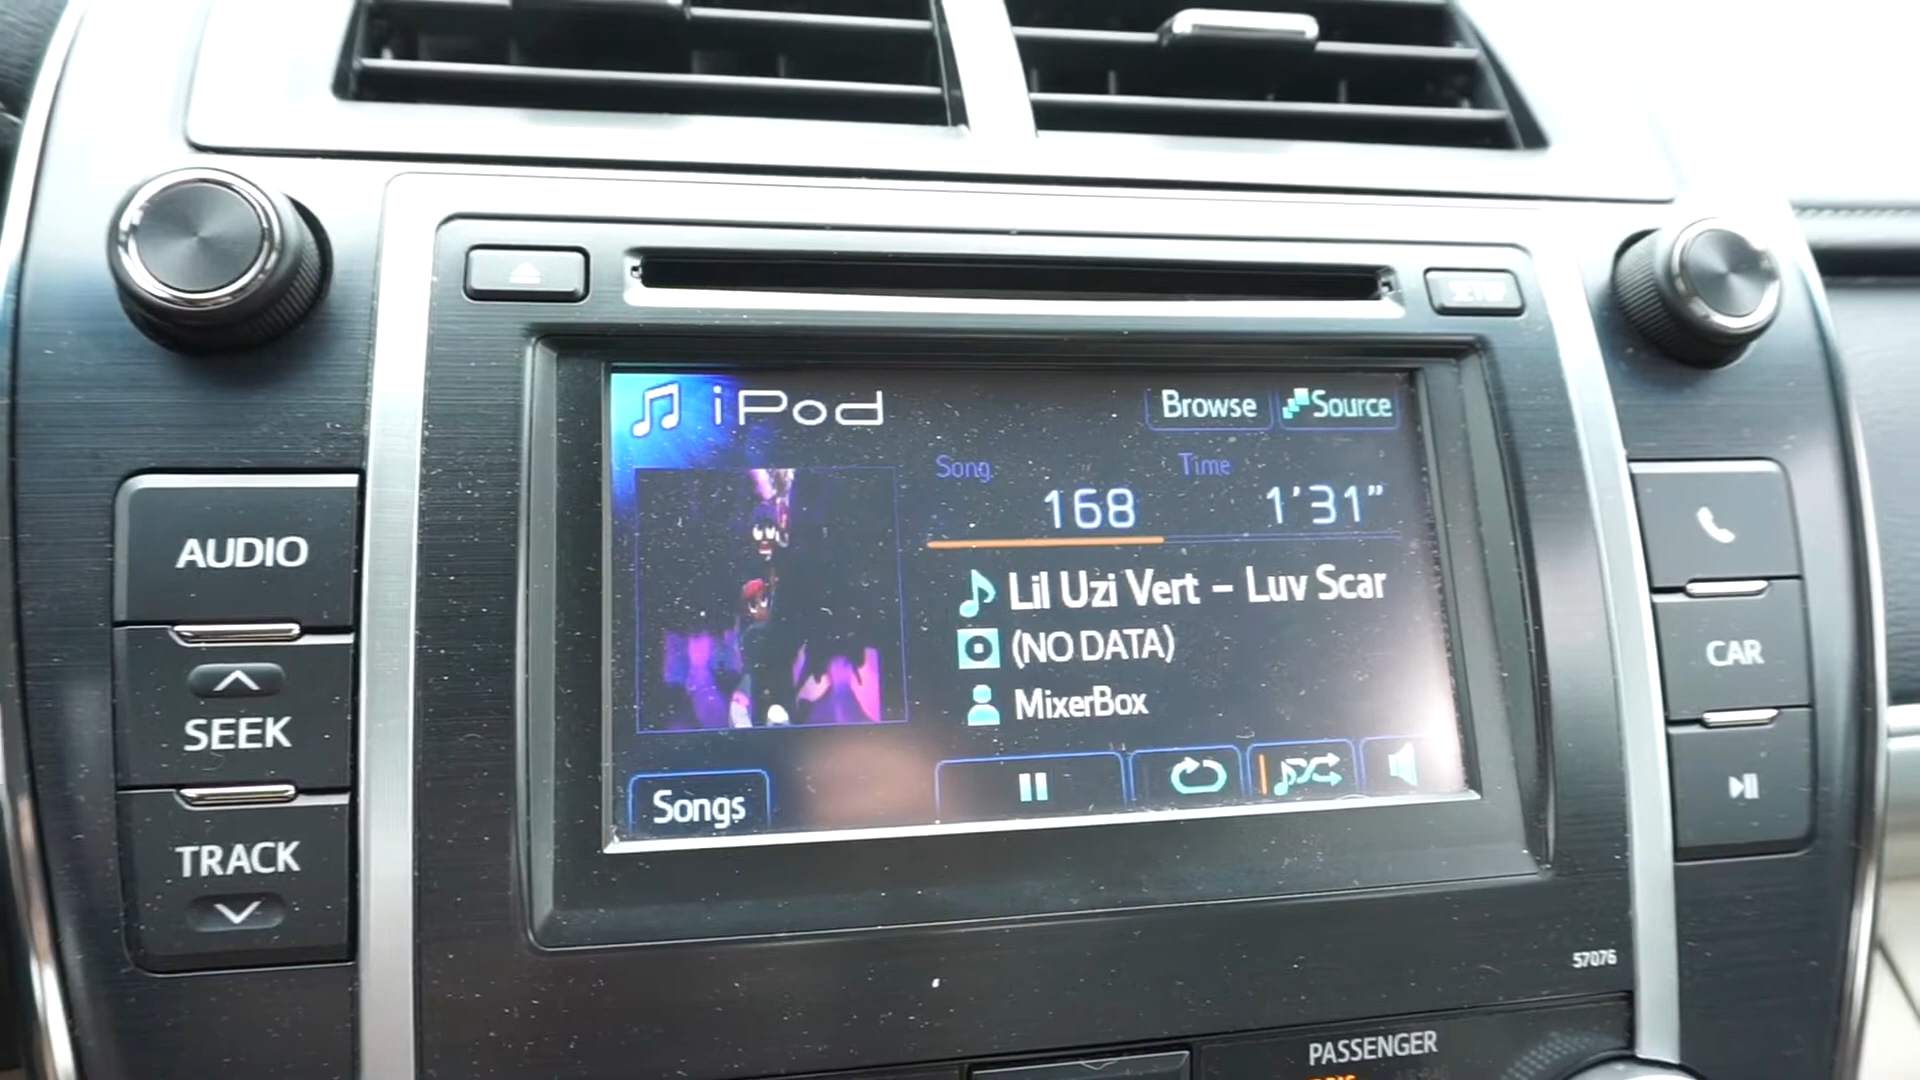 SETUP
iPod
Browse
Source
Song
Time
168
1'31"
Lil Uzi Vert – Luv Scar
(NO DATA)
MixerBox
Songs
AUDIO
SEEK
TRACK
CAR
57076
PASSENGER